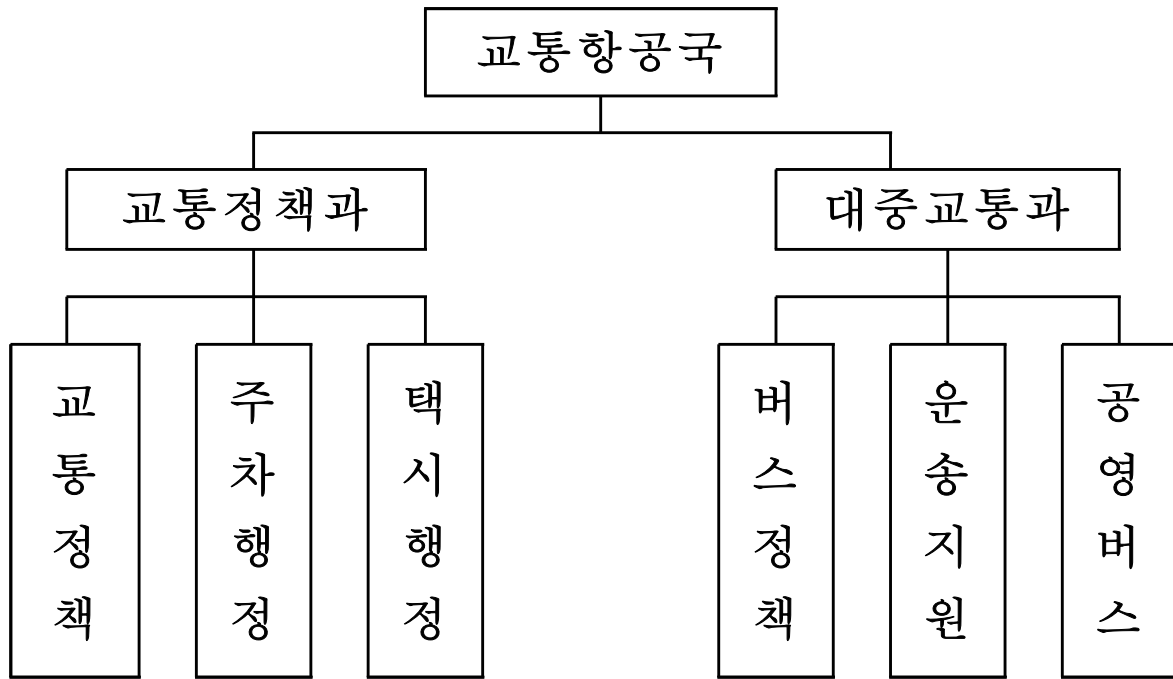 교통항공국
교통정책과
대중교통과
교통정책
주차행정
택시행정
버스정책
운송지원
공영버스